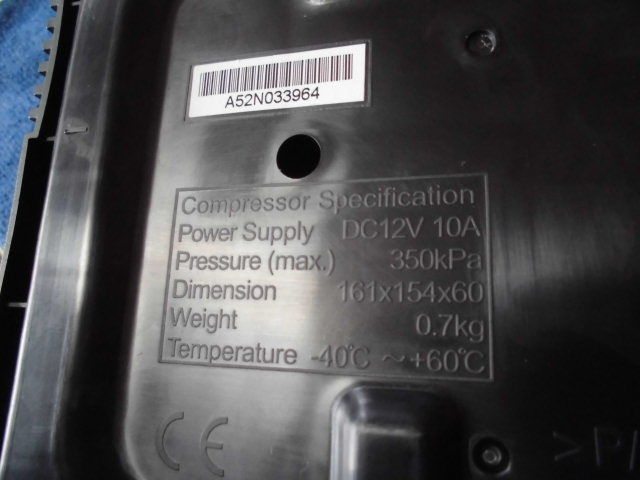 A52N033964
Compressor Specification
Power Supply DC12V 10A
Pressure (max.) 350kPa
Dimension 161x154x60
Weight 0.7kg
Temperature -40℃ ～+60℃
CE